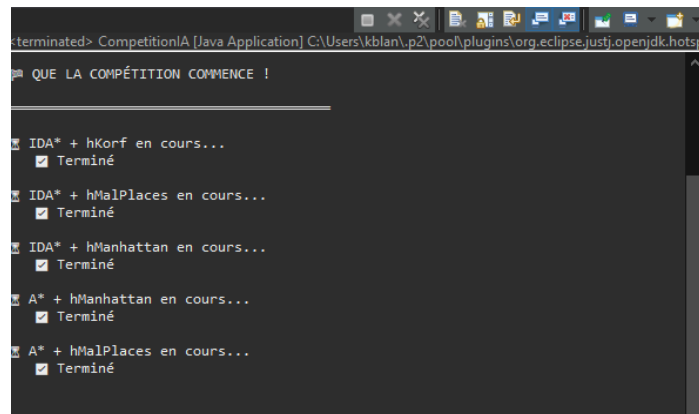 <terminated> CompetitionIA [Java Application] C:\Users\kblan\.p2\pool\plugins\org.eclipse.justj.openjdk.hotsp
QUE LA COMPÉTITION COMMENCE !
IDA* + hKorf en cours...
Terminé
IDA* + hMalPlaces en cours...
Terminé
IDA* + hManhattan en cours...
Terminé
A* + hManhattan en cours...
Terminé
A* + hMalPlaces en cours...
Terminé